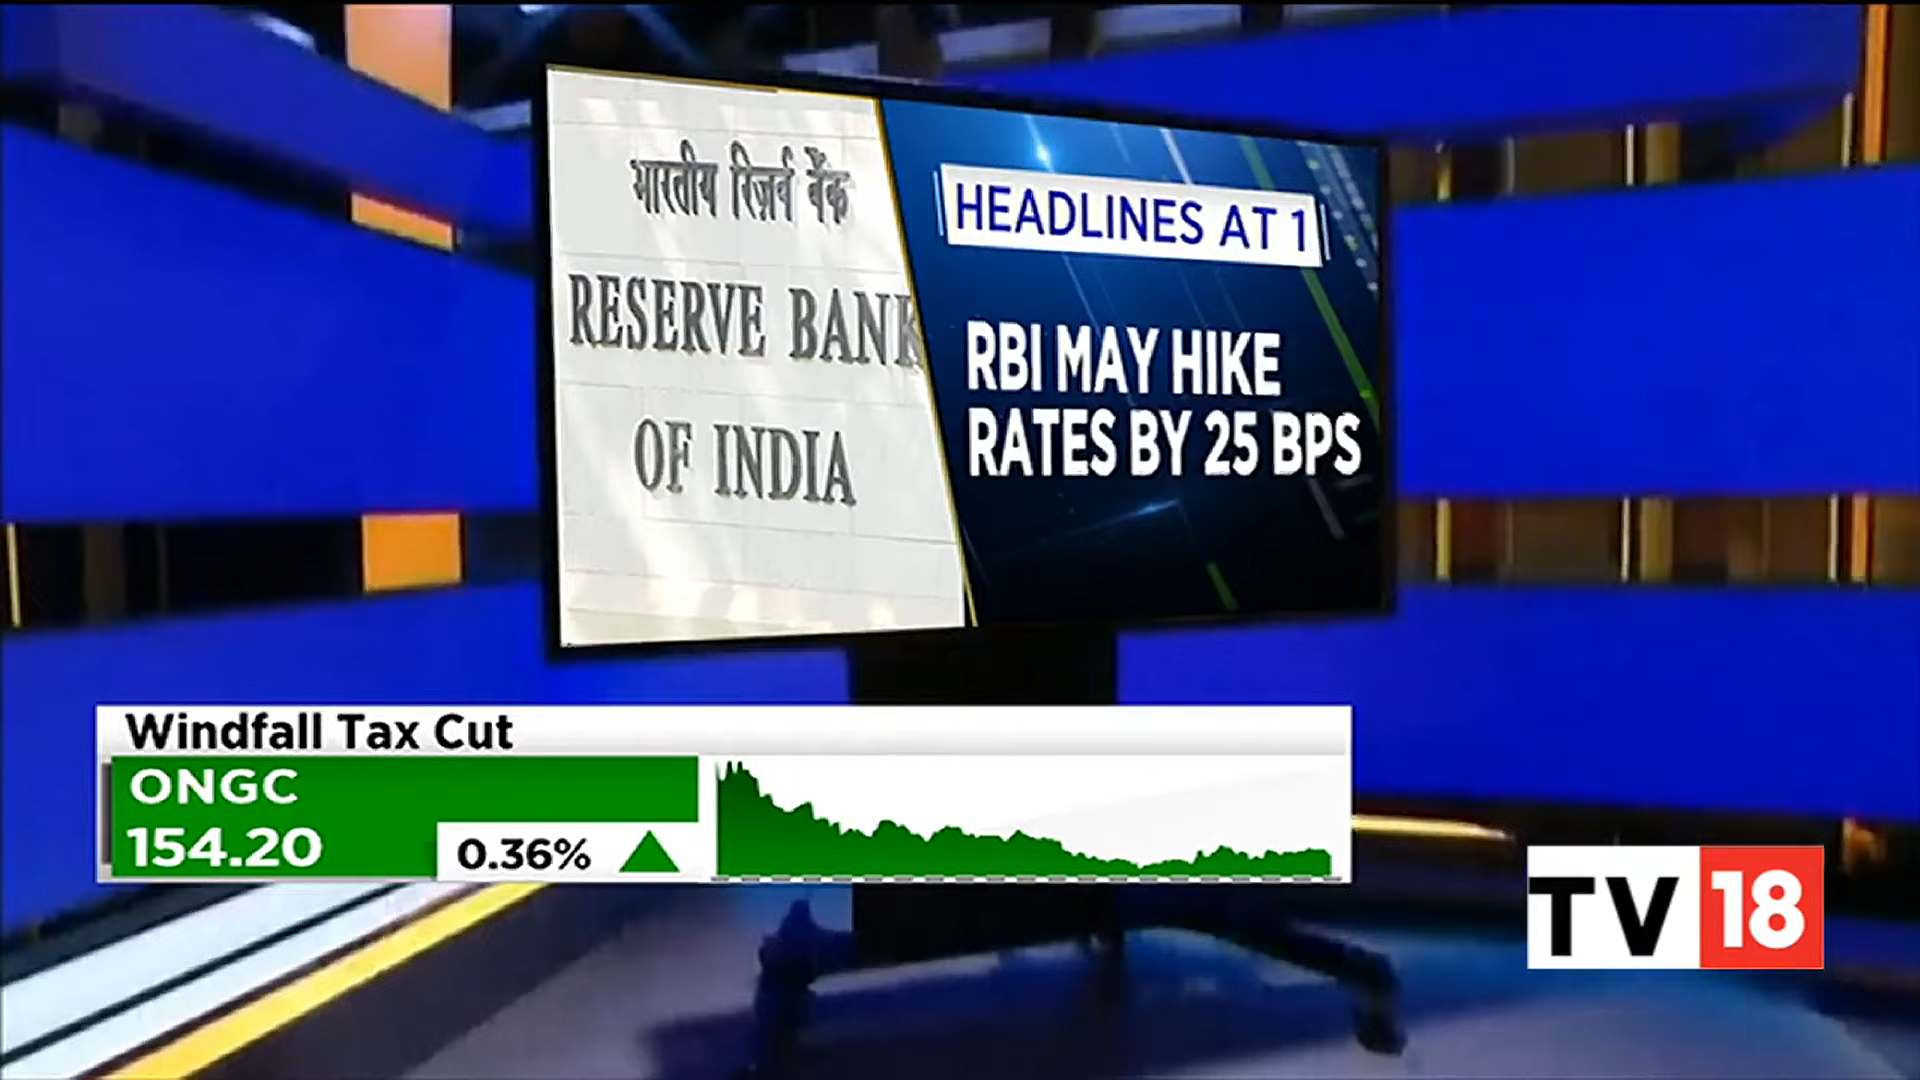 भारतीय रिज़र्व बैंक
RESERVE BANK
OF INDIA
HEADLINES AT 1
RBI MAY HIKE
RATES BY 25 BPS
Windfall Tax Cut
ONGC
154.20
0.36%
TV18